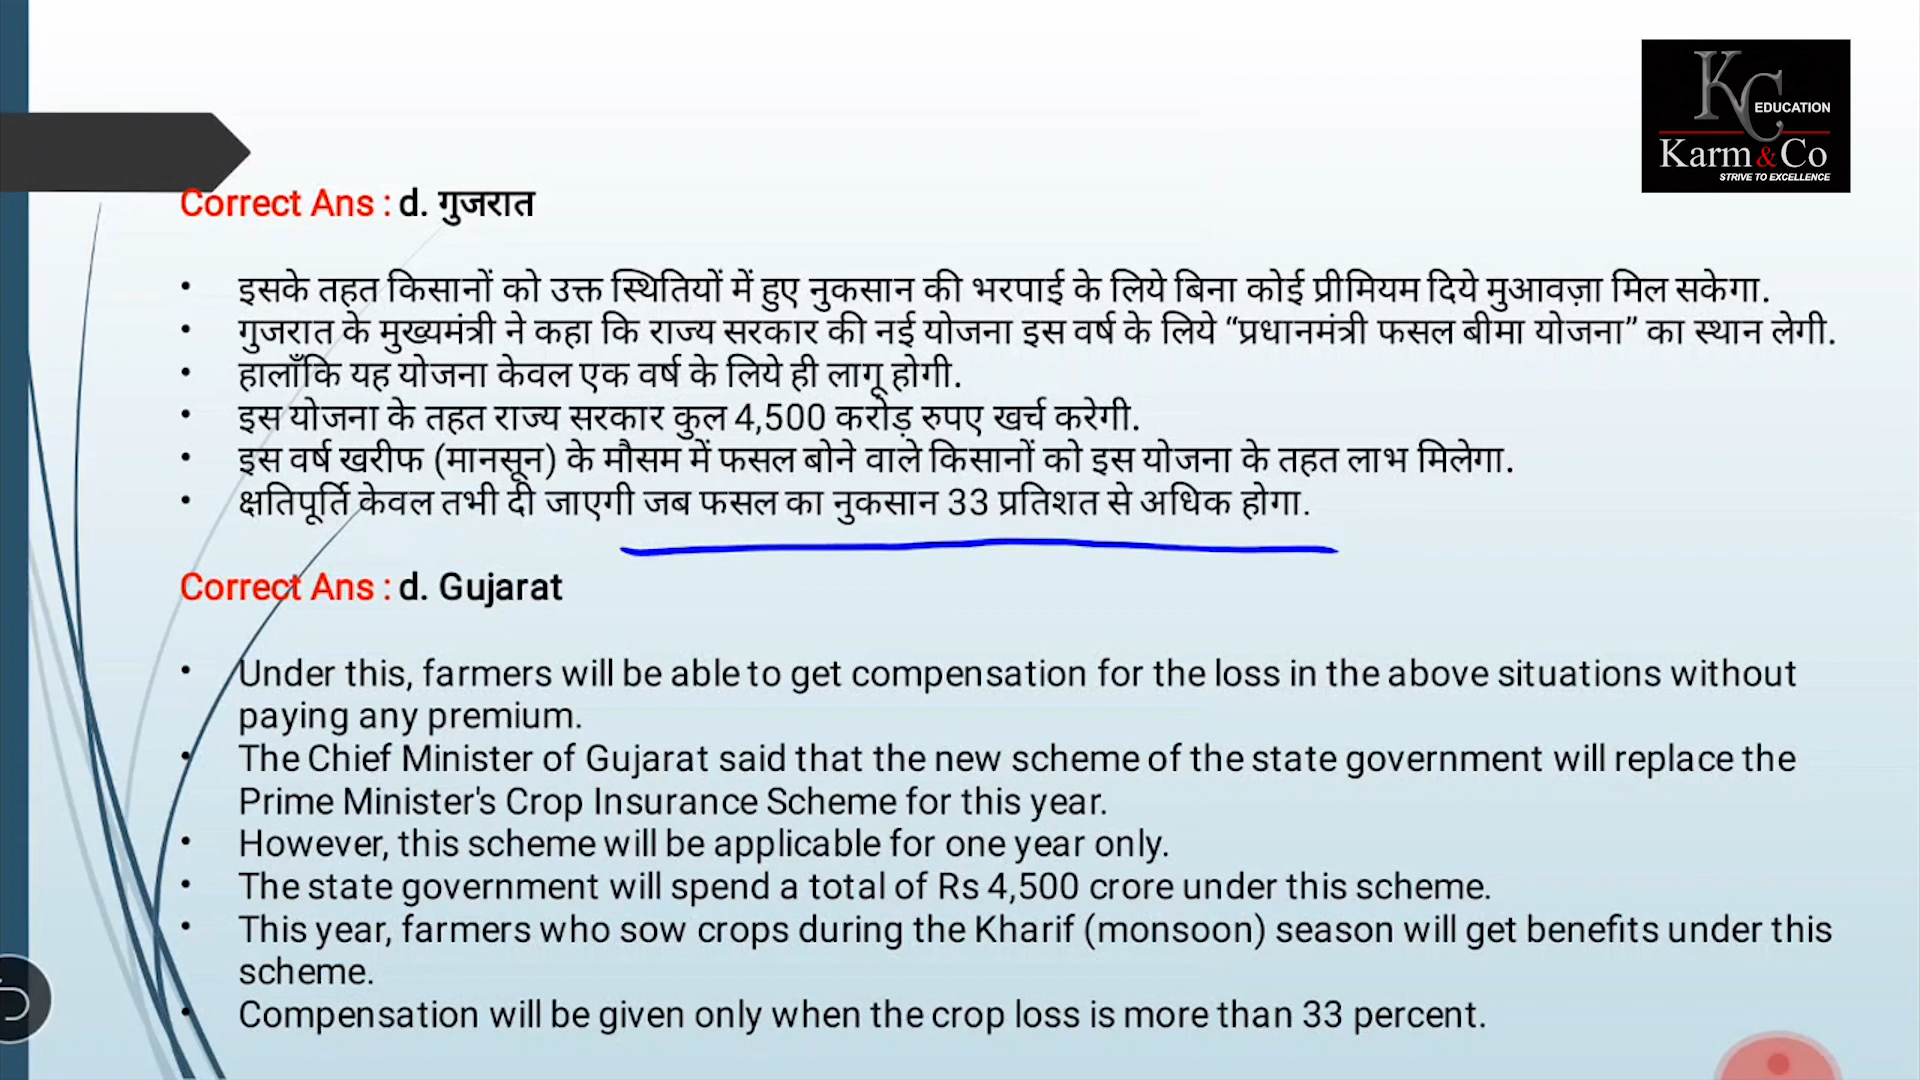 KC EDUCATION
Karm & Co
STRIVE TO EXCELLENCE
Correct Ans : d. गुजरात
• इसके तहत किसानों को उक्त स्थितियों में हुए नुकसान की भरपाई के लिये बिना कोई प्रीमियम दिये मुआवज़ा मिल सकेगा.
• गुजरात के मुख्यमंत्री ने कहा कि राज्य सरकार की नई योजना इस वर्ष के लिये “प्रधानमंत्री फसल बीमा योजना” का स्थान लेगी.
• हालाँकि यह योजना केवल एक वर्ष के लिये ही लागू होगी.
• इस योजना के तहत राज्य सरकार कुल 4,500 करोड़ रुपए खर्च करेगी.
• इस वर्ष खरीफ (मानसून) के मौसम में फसल बोने वाले किसानों को इस योजना के तहत लाभ मिलेगा.
• क्षतिपूर्ति केवल तभी दी जाएगी जब फसल का नुकसान 33 प्रतिशत से अधिक होगा.
Correct Ans : d. Gujarat
• Under this, farmers will be able to get compensation for the loss in the above situations without
paying any premium.
• The Chief Minister of Gujarat said that the new scheme of the state government will replace the
Prime Minister's Crop Insurance Scheme for this year.
• However, this scheme will be applicable for one year only.
• The state government will spend a total of Rs 4,500 crore under this scheme.
• This year, farmers who sow crops during the Kharif (monsoon) season will get benefits under this
scheme.
• Compensation will be given only when the crop loss is more than 33 percent.